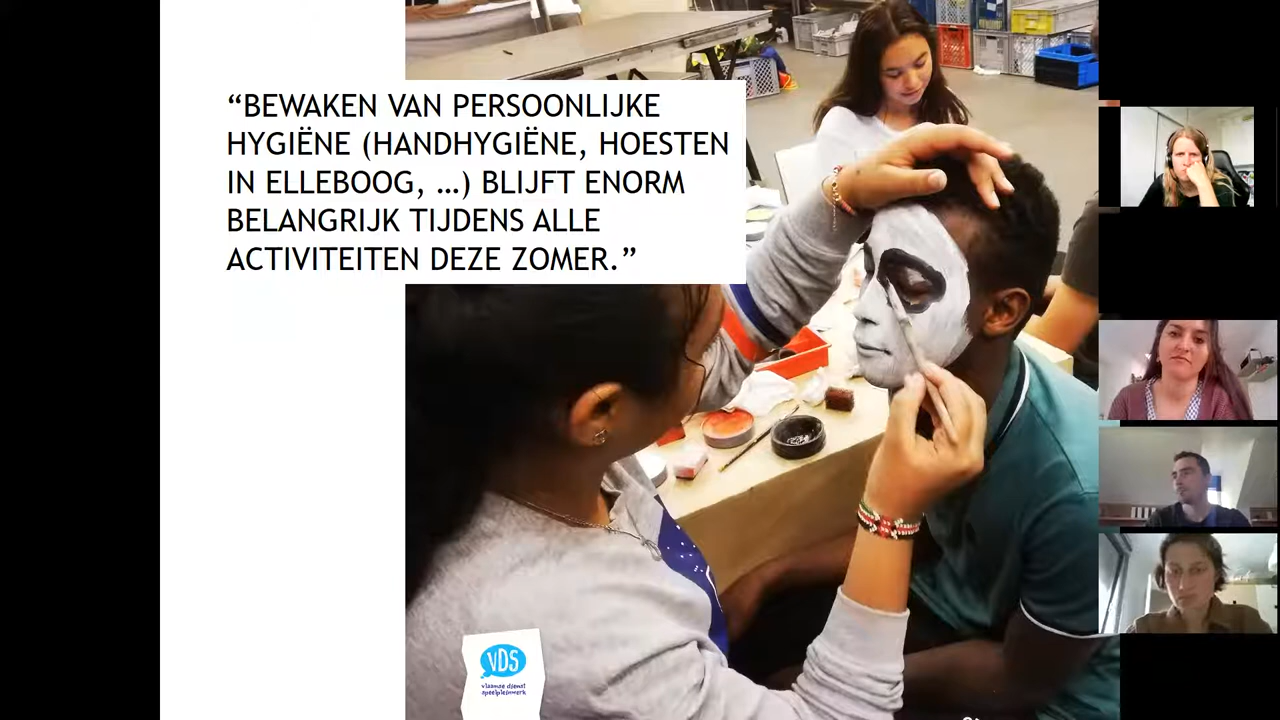 “BEWAKEN VAN PERSOONLIJKE
HYGIËNE (HANDHYGIËNE, HOESTEN
IN ELLEBOOG, …) BLIJFT ENORM
BELANGRIJK TIJDENS ALLE
ACTIVITEITEN DEZE ZOMER.”
VDS
vlaamse dienst
speelpleinwerk